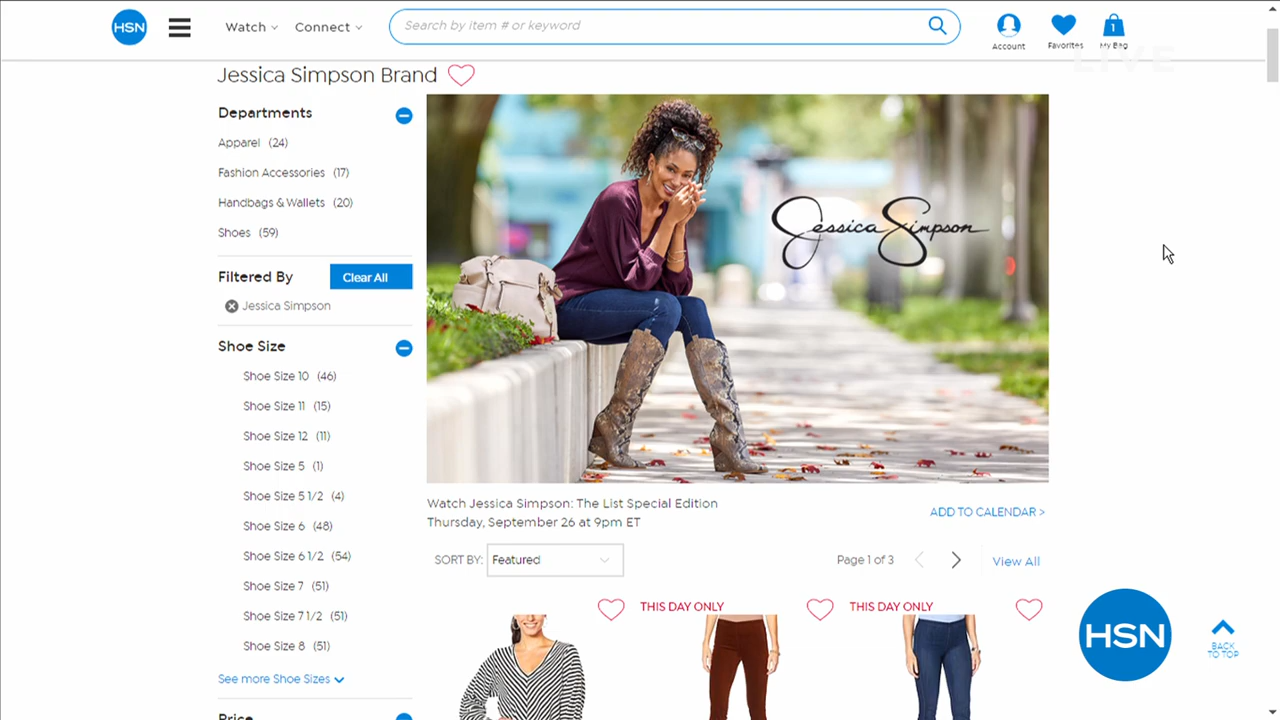 HSN
Watch
Connect
Search by item # or keyword
Account
Favorites
1
My Bag
LIVE
Jessica Simpson Brand
Departments
Apparel (24)
Fashion Accessories (17)
Handbags & Wallets (20)
Shoes (59)
Filtered By
Clear All
Jessica Simpson
Shoe Size
Shoe Size 10 (46)
Shoe Size 11 (15)
Shoe Size 12 (11)
Shoe Size 5 (1)
Shoe Size 5 1/2 (4)
Shoe Size 6 (48)
Shoe Size 6 1/2 (54)
Shoe Size 7 (51)
Shoe Size 7 1/2 (51)
Shoe Size 8 (51)
See more Shoe Sizes
Price
Jessica Simpson
Watch Jessica Simpson: The List Special Edition
Thursday, September 26 at 9pm ET
ADD TO CALENDAR >
SORT BY: Featured
Page 1 of 3
View All
THIS DAY ONLY
THIS DAY ONLY
HSN
BACK
TO TOP